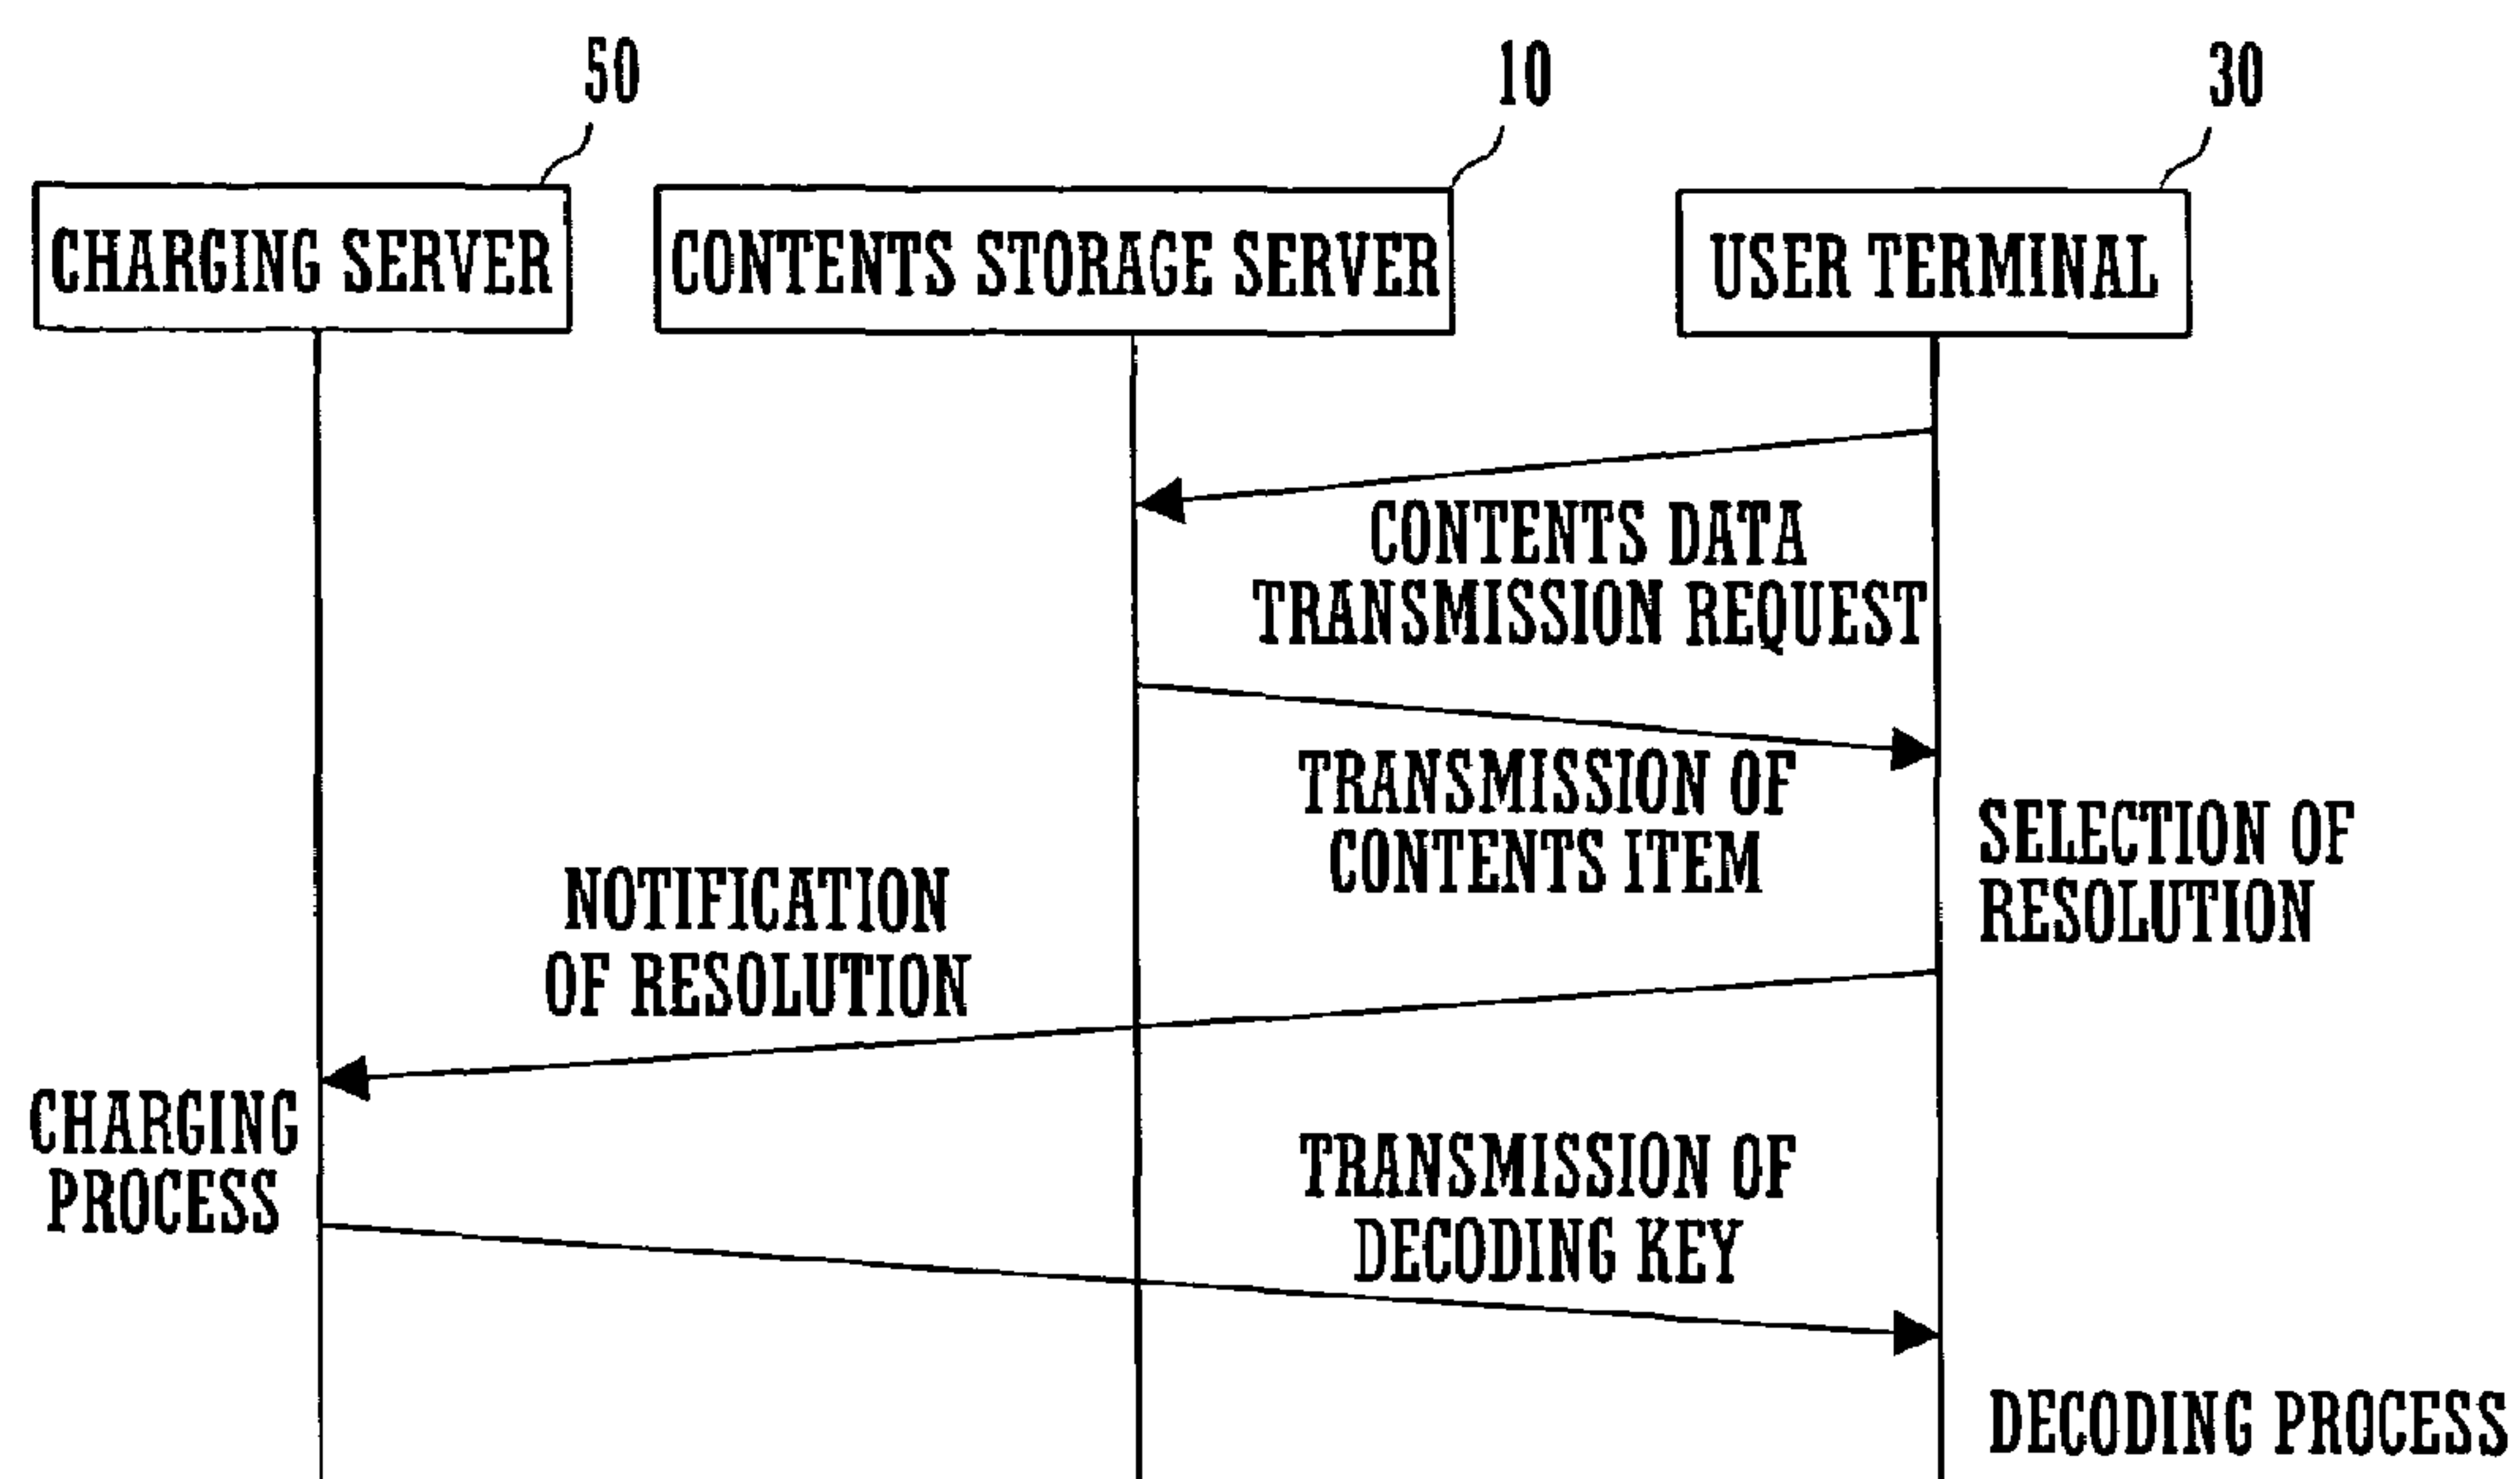 50
10
30
CHARGING SERVER
CONTENTS STORAGE SERVER
USER TERMINAL
CONTENTS DATA
TRANSMISSION REQUEST
TRANSMISSION OF
CONTENTS ITEM
SELECTION OF
RESOLUTION
NOTIFICATION
OF RESOLUTION
CHARGING
PROCESS
TRANSMISSION OF
DECODING KEY
DECODING PROCESS